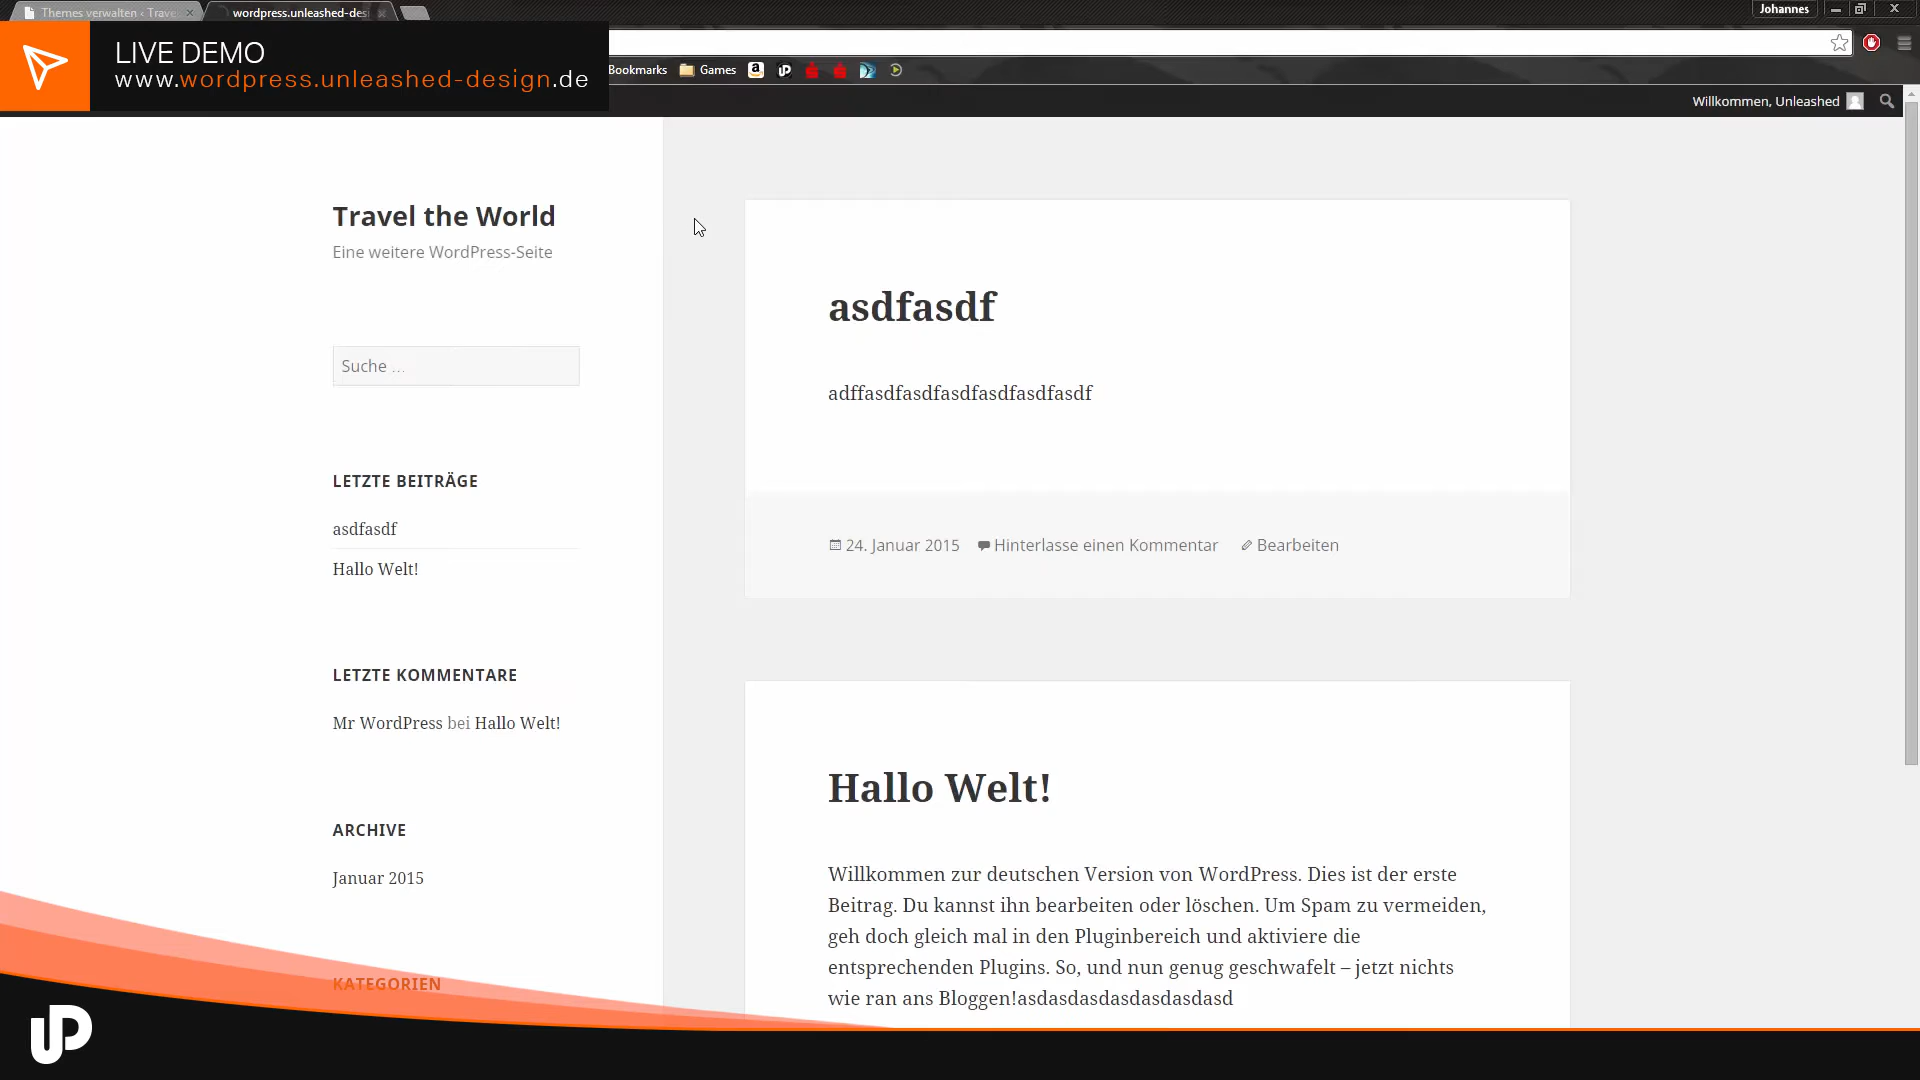 Themes verwalten ‹ Trave
wordpress.unleashed-des
Johannes
LIVE DEMO
www.wordpress.unleashed-design.de
Bookmarks
Games
Willkommen, Unleashed
Travel the World
Eine weitere WordPress-Seite
Suche …
LETZTE BEITRÄGE
asdfasdf
Hallo Welt!
LETZTE KOMMENTARE
Mr WordPress bei Hallo Welt!
ARCHIVE
Januar 2015
KATEGORIEN
asdfasdf
adffasdfasdfasdfasdfasdfasdf
24. Januar 2015 Hinterlasse einen Kommentar Bearbeiten
Hallo Welt!
Willkommen zur deutschen Version von WordPress. Dies ist der erste
Beitrag. Du kannst ihn bearbeiten oder löschen. Um Spam zu vermeiden,
geh doch gleich mal in den Pluginbereich und aktiviere die
entsprechenden Plugins. So, und nun genug geschwafelt – jetzt nichts
wie ran ans Bloggen!asdasdasdasdasdasdasd